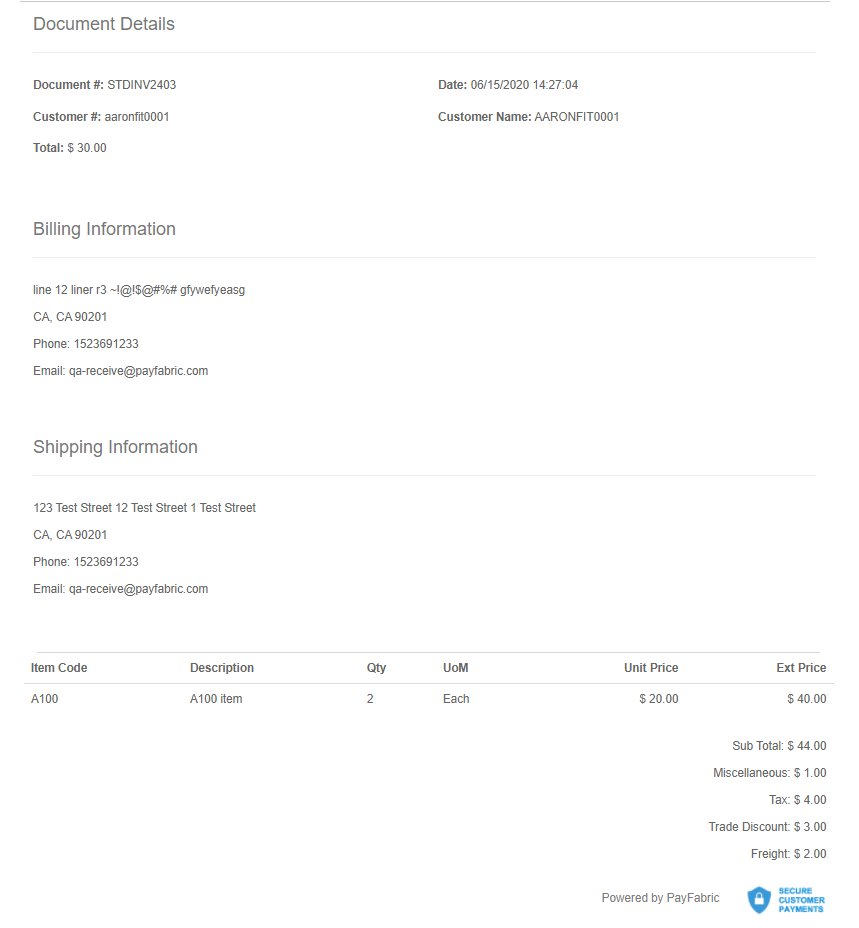 Document Details
Document #: STDINV2403 Date: 06/15/2020 14:27:04
Customer #: aaronfit0001 Customer Name: AARONFIT0001
Total: $ 30.00
Billing Information
line 12 liner r3 ~!@!$@#%# gfywefyeasg
CA, CA 90201
Phone: 1523691233
Email: qa-receive@payfabric.com
Shipping Information
123 Test Street 12 Test Street 1 Test Street
CA, CA 90201
Phone: 1523691233
Email: qa-receive@payfabric.com
Item Code Description Qty UoM Unit Price Ext Price
A100 A100 item 2 Each $ 20.00 $ 40.00
Sub Total: $ 44.00
Miscellaneous: $ 1.00
Tax: $ 4.00
Trade Discount: $ 3.00
Freight: $ 2.00
Powered by PayFabric
SECURE
CUSTOMER
PAYMENTS